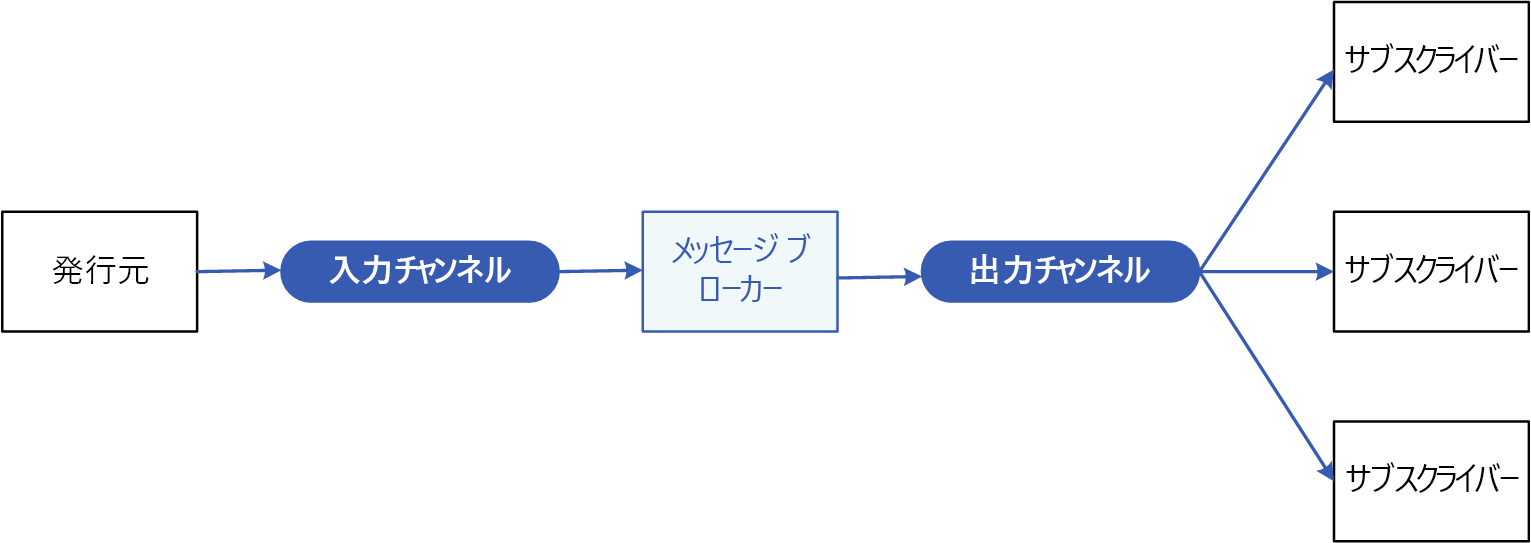 サブスクライバー
発行元
入力チャンネル
メッセージ ブ
ローカー
出力チャンネル
サブスクライバー
サブスクライバー